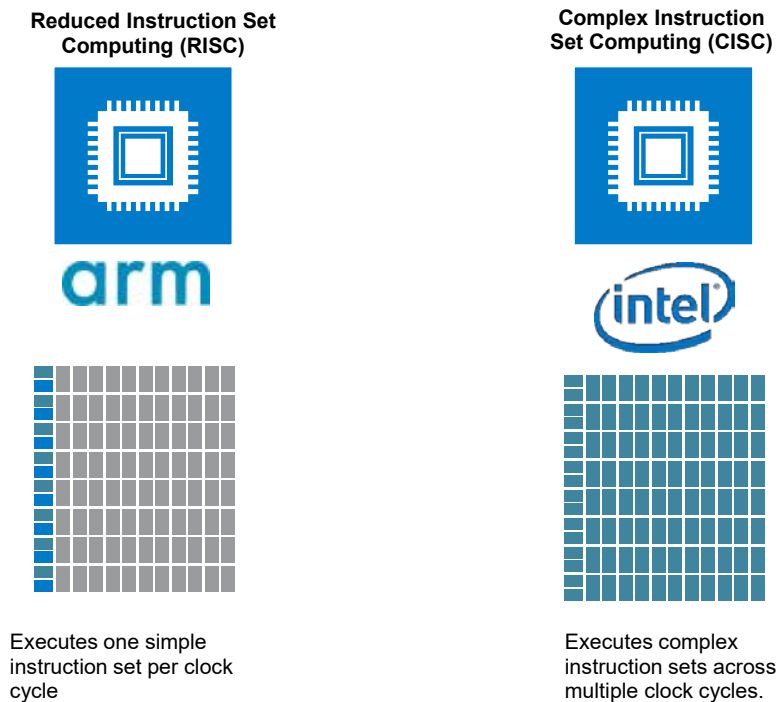 Reduced Instruction Set
Computing (RISC)
arm
Executes one simple
instruction set per clock
cycle
Complex Instruction
Set Computing (CISC)
intel
Executes complex
instruction sets across
multiple clock cycles.